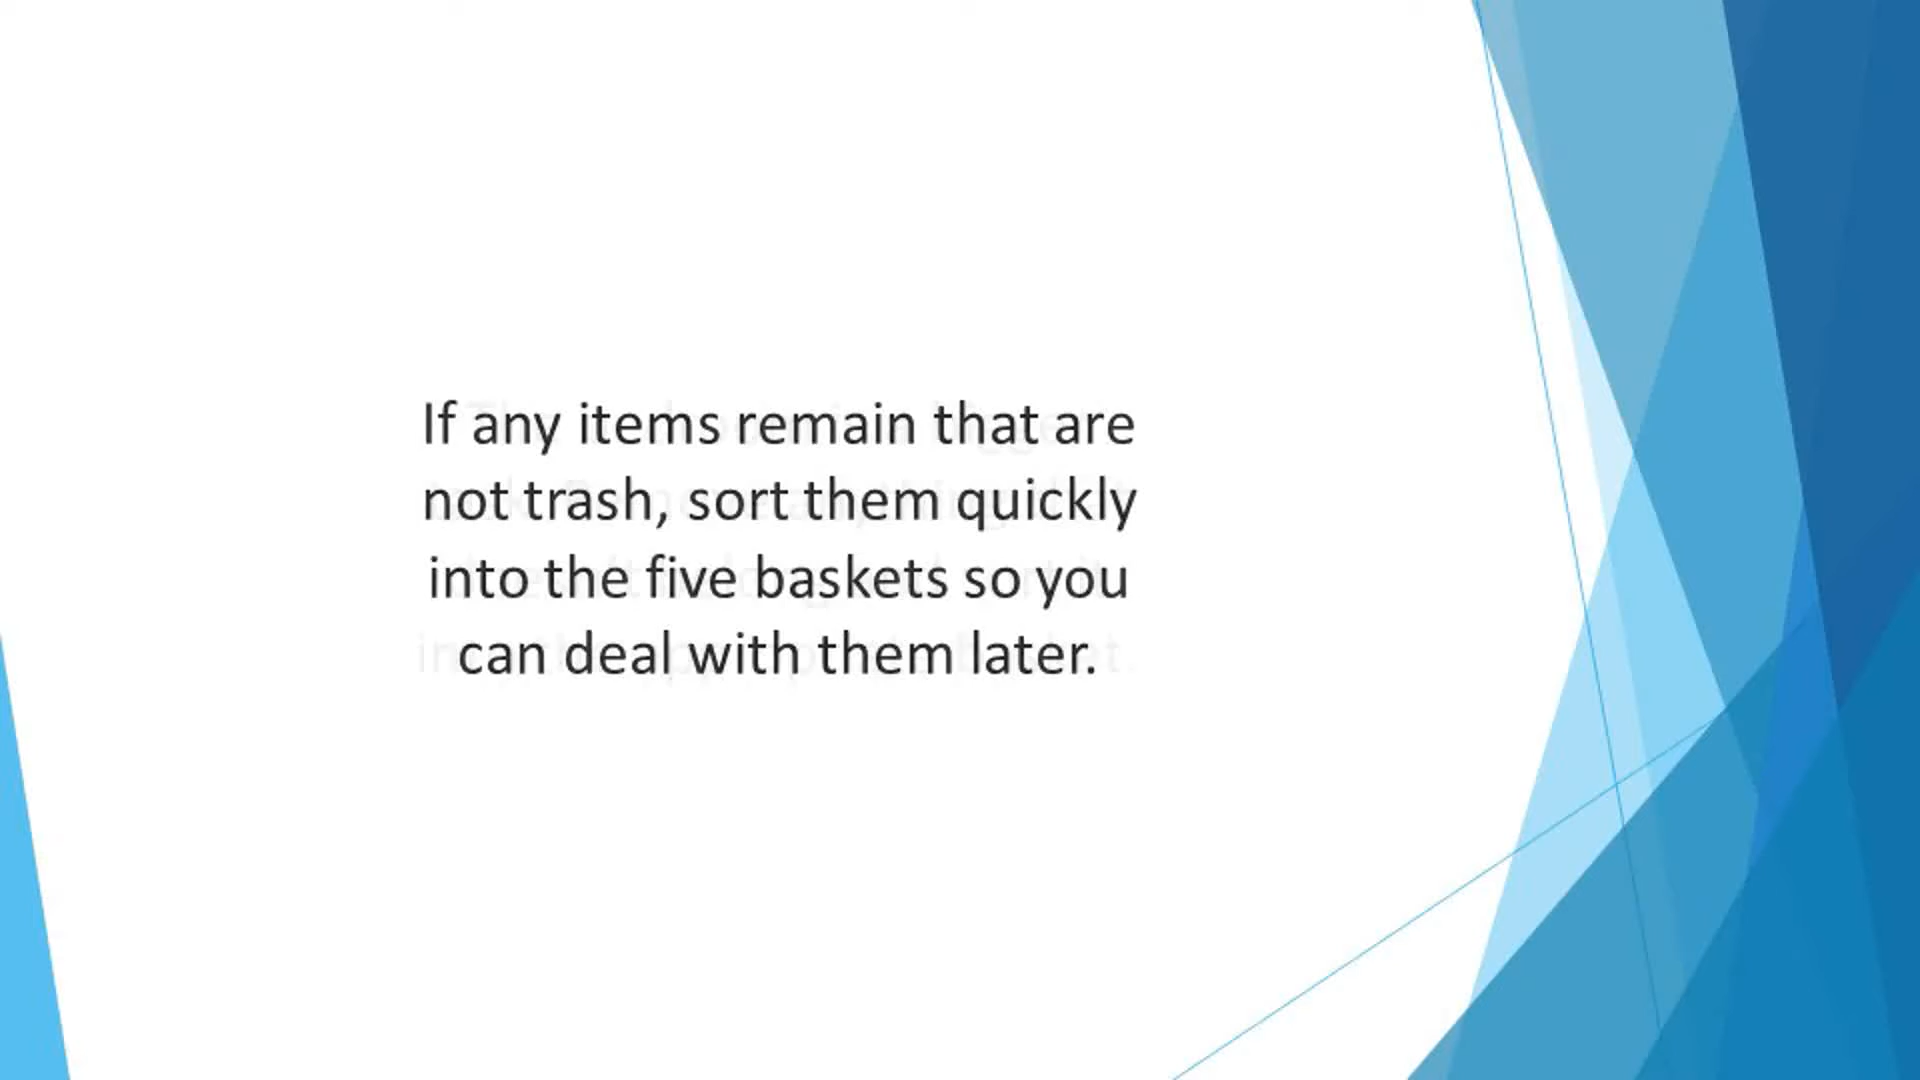 If any items remain that are
not trash, sort them quickly
into the five baskets so you
can deal with them later.